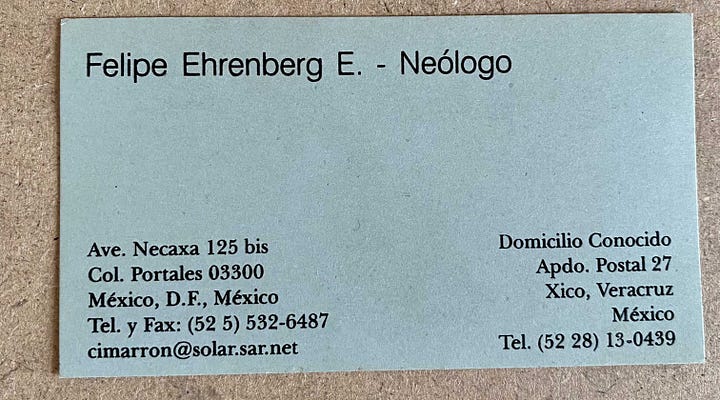 Felipe Ehrenberg E. - Neólogo
Ave. Necaxa 125 bis
Col. Portales 03300
México, D.F., México
Tel. y Fax: (52 5) 532-6487
cimarron@solar.sar.net
Domicilio Conocido
Apdo. Postal 27
Xico, Veracruz
México
Tel. (52 28) 13-0439